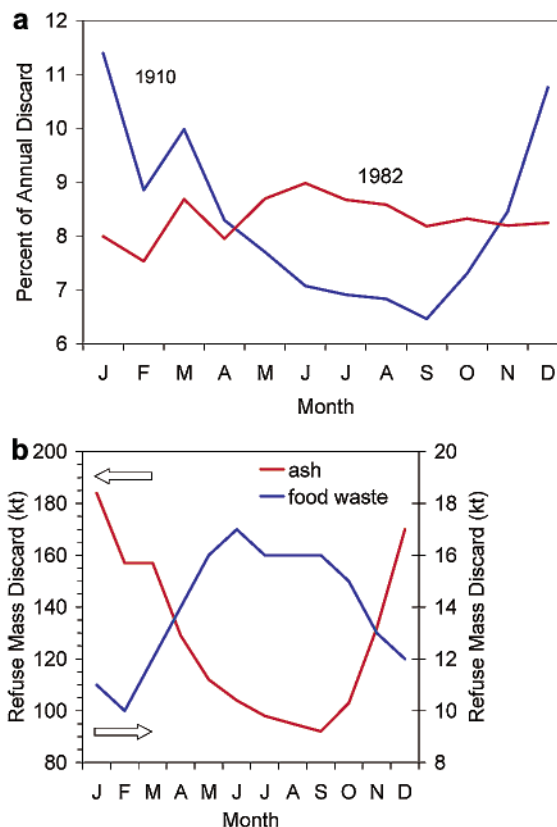 a
12
11
10
9
8
7
6
Percent of Annual Discard
1910
1982
J F M A M J J A S O N D
Month
b
200
180
160
140
120
100
80
Refuse Mass Discard (kt)
ash
food waste
20
18
16
14
12
10
8
Refuse Mass Discard (kt)
J F M A M J J A S O N D
Month